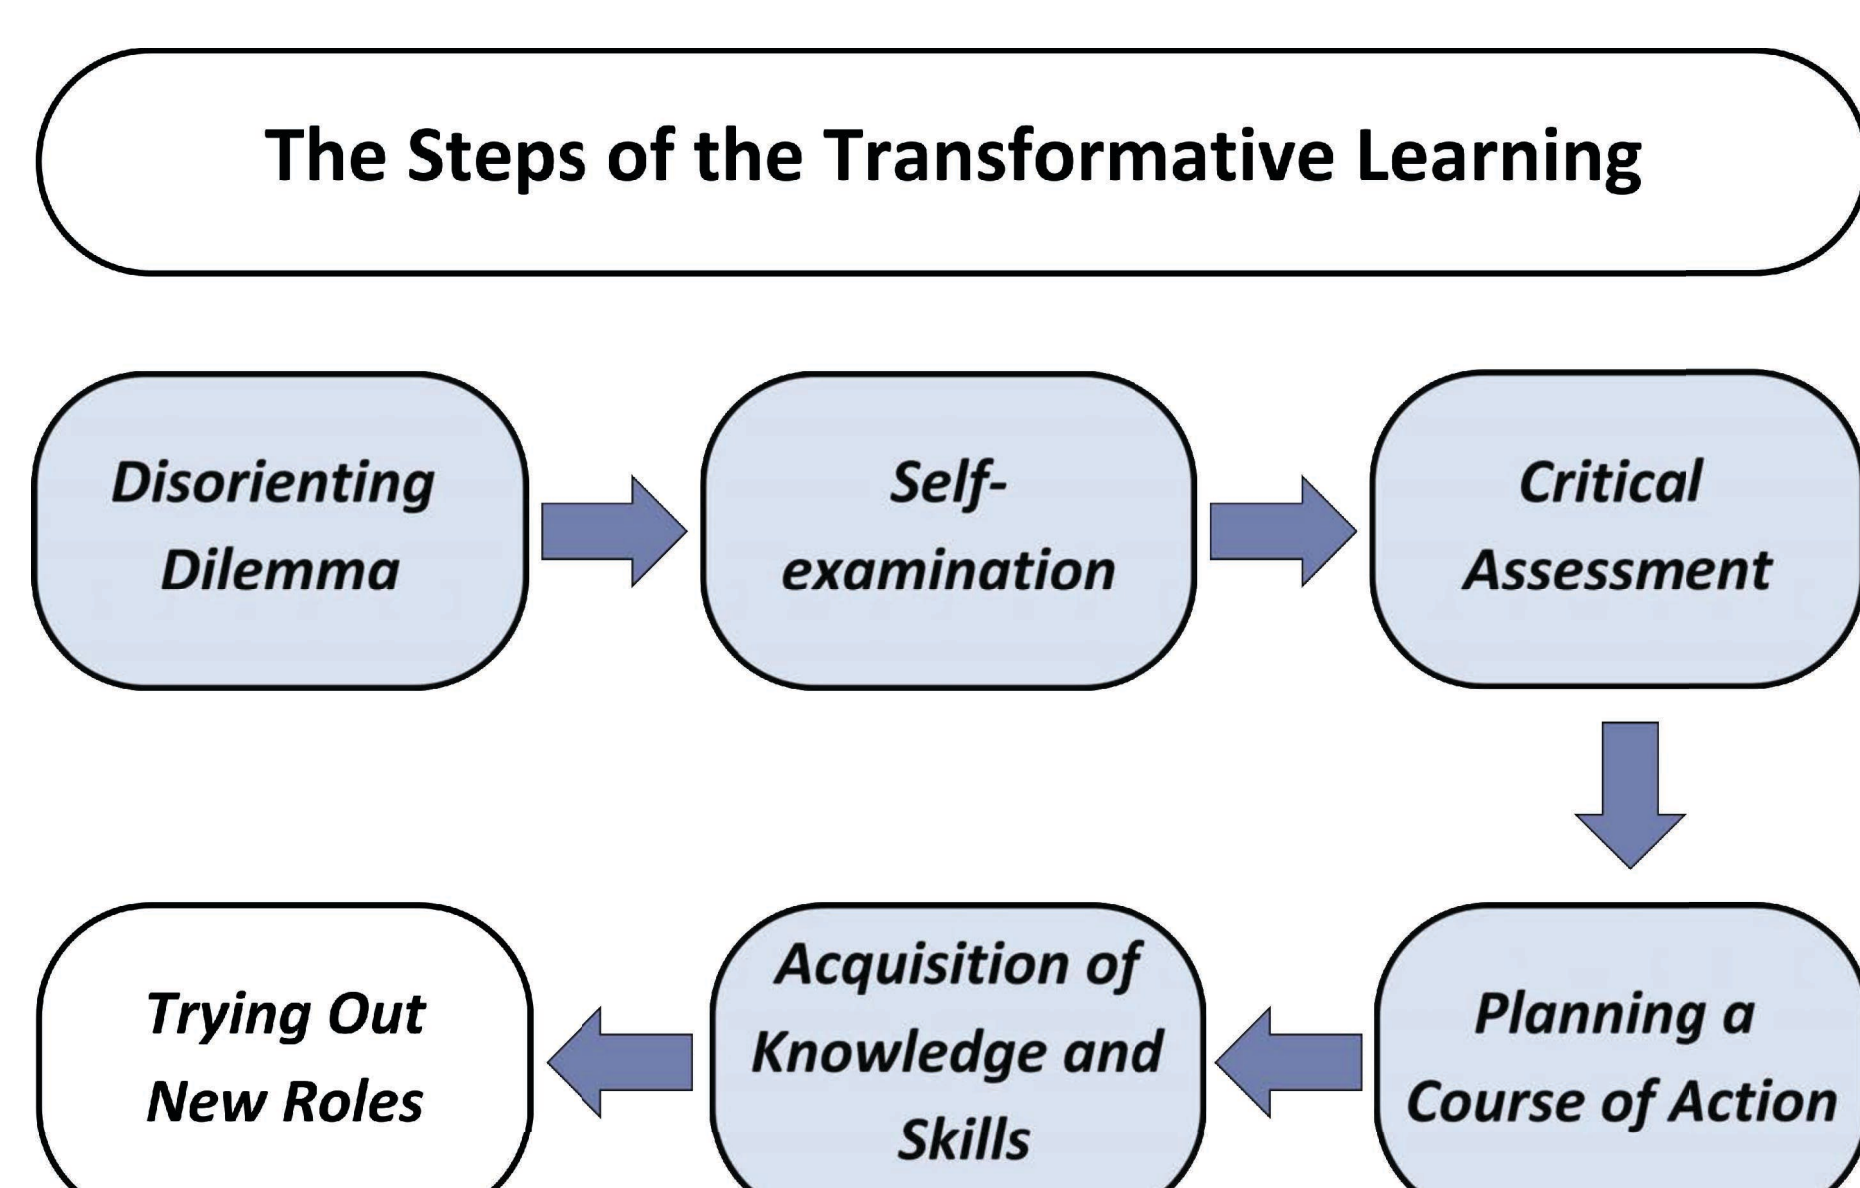 The Steps of the Transformative Learning
Disorienting
Dilemma
Self-
examination
Critical
Assessment
Planning a
Course of Action
Acquisition of
Knowledge and
Skills
Trying Out
New Roles